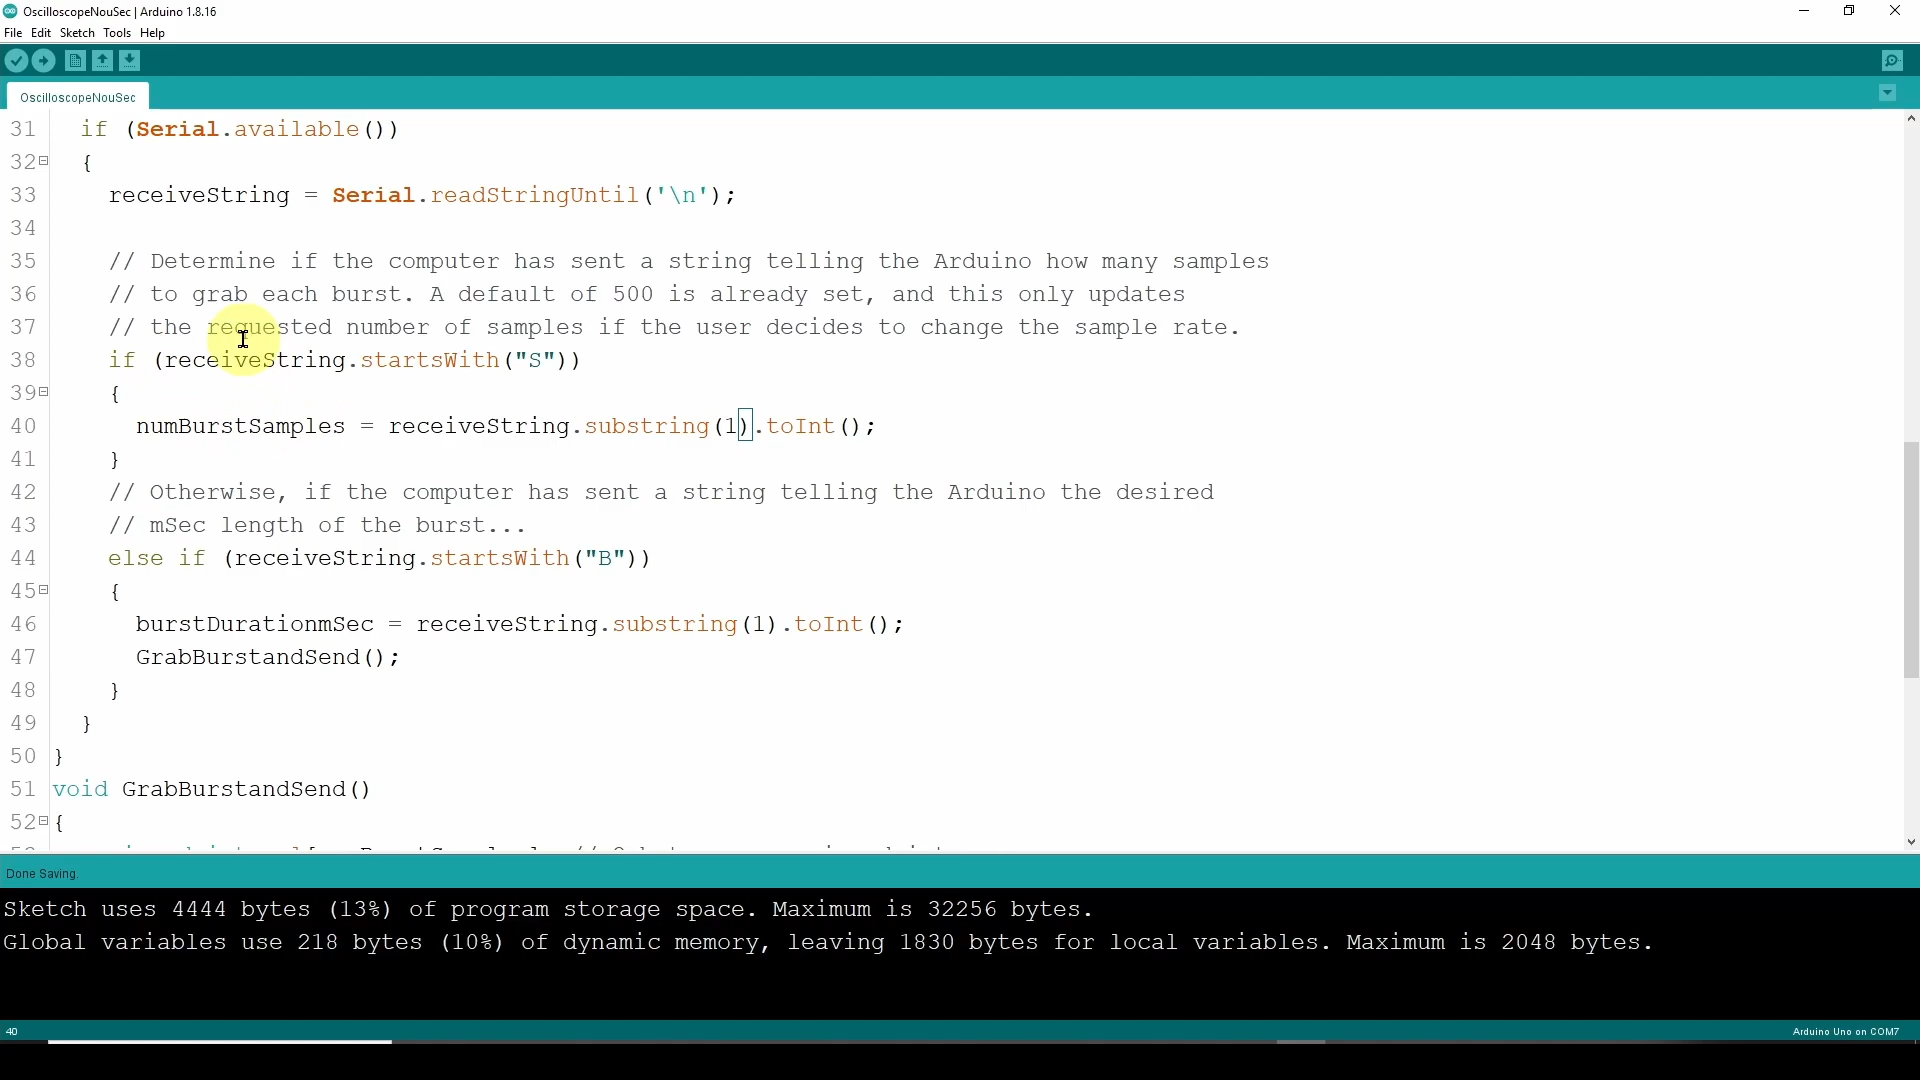 OscilloscopeNouSec | Arduino 1.8.16
File Edit Sketch Tools Help
OscilloscopeNouSec
31 if (Serial.available())
32 {
33 receiveString = Serial.readStringUntil('\n');
34
35 // Determine if the computer has sent a string telling the Arduino how many samples
36 // to grab each burst. A default of 500 is already set, and this only updates
37 // the requested number of samples if the user decides to change the sample rate.
38 if (receiveString.startsWith("S"))
39 {
40 numBurstSamples = receiveString.substring(1).toInt();
41 }
42 // Otherwise, if the computer has sent a string telling the Arduino the desired
43 // mSec length of the burst...
44 else if (receiveString.startsWith("B"))
45 {
46 burstDurationmSec = receiveString.substring(1).toInt();
47 GrabBurstandSend();
48 }
49 }
50 }
51 void GrabBurstandSend()
52 {
Done Saving.
Sketch uses 4444 bytes (13%) of program storage space. Maximum is 32256 bytes.
Global variables use 218 bytes (10%) of dynamic memory, leaving 1830 bytes for local variables. Maximum is 2048 bytes.
40 Arduino Uno on COM7